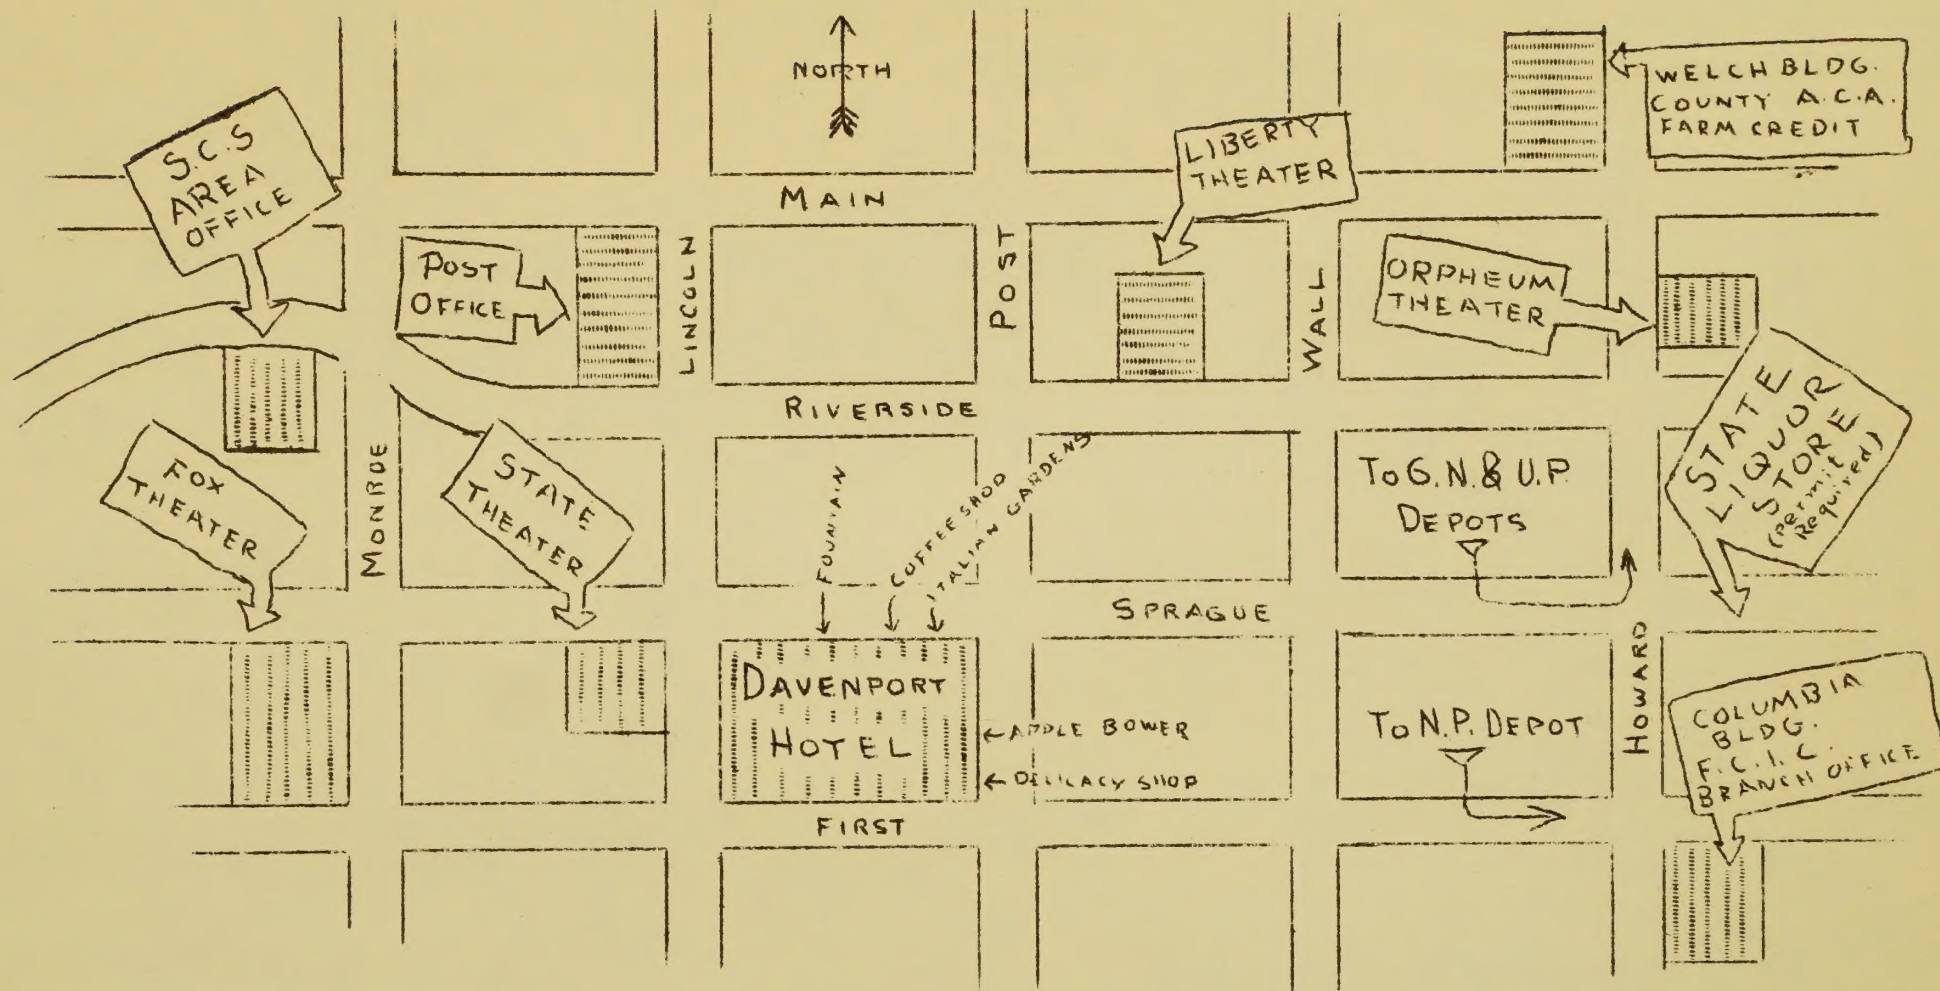 NORTH
WELCH BLDG.
COUNTY A.C.A.
FARM CREDIT
S.C.S
AREA
OFFICE
LIBERTY
THEATER
MAIN
POST
OFFICE
LINCOLN
POST
WALL
ORPHEUM
THEATER
STATE
LIQUOR
STORE
(permit
Required)
RIVERSIDE
FOX
THEATER
MONROE
STATE
THEATER
FOUNTAIN
COFFEE SHOP
ITALIAN GARDENS
TO G.N. & U.P.
DEPOTS
SPRAGUE
DAVENPORT
HOTEL
←APPLE BOWER
←DELICACY SHOP
TO N.P. DEPOT
HOWARD
COLUMBIA
BLDG.
F.C.I.C.
BRANCH OFFICE
FIRST